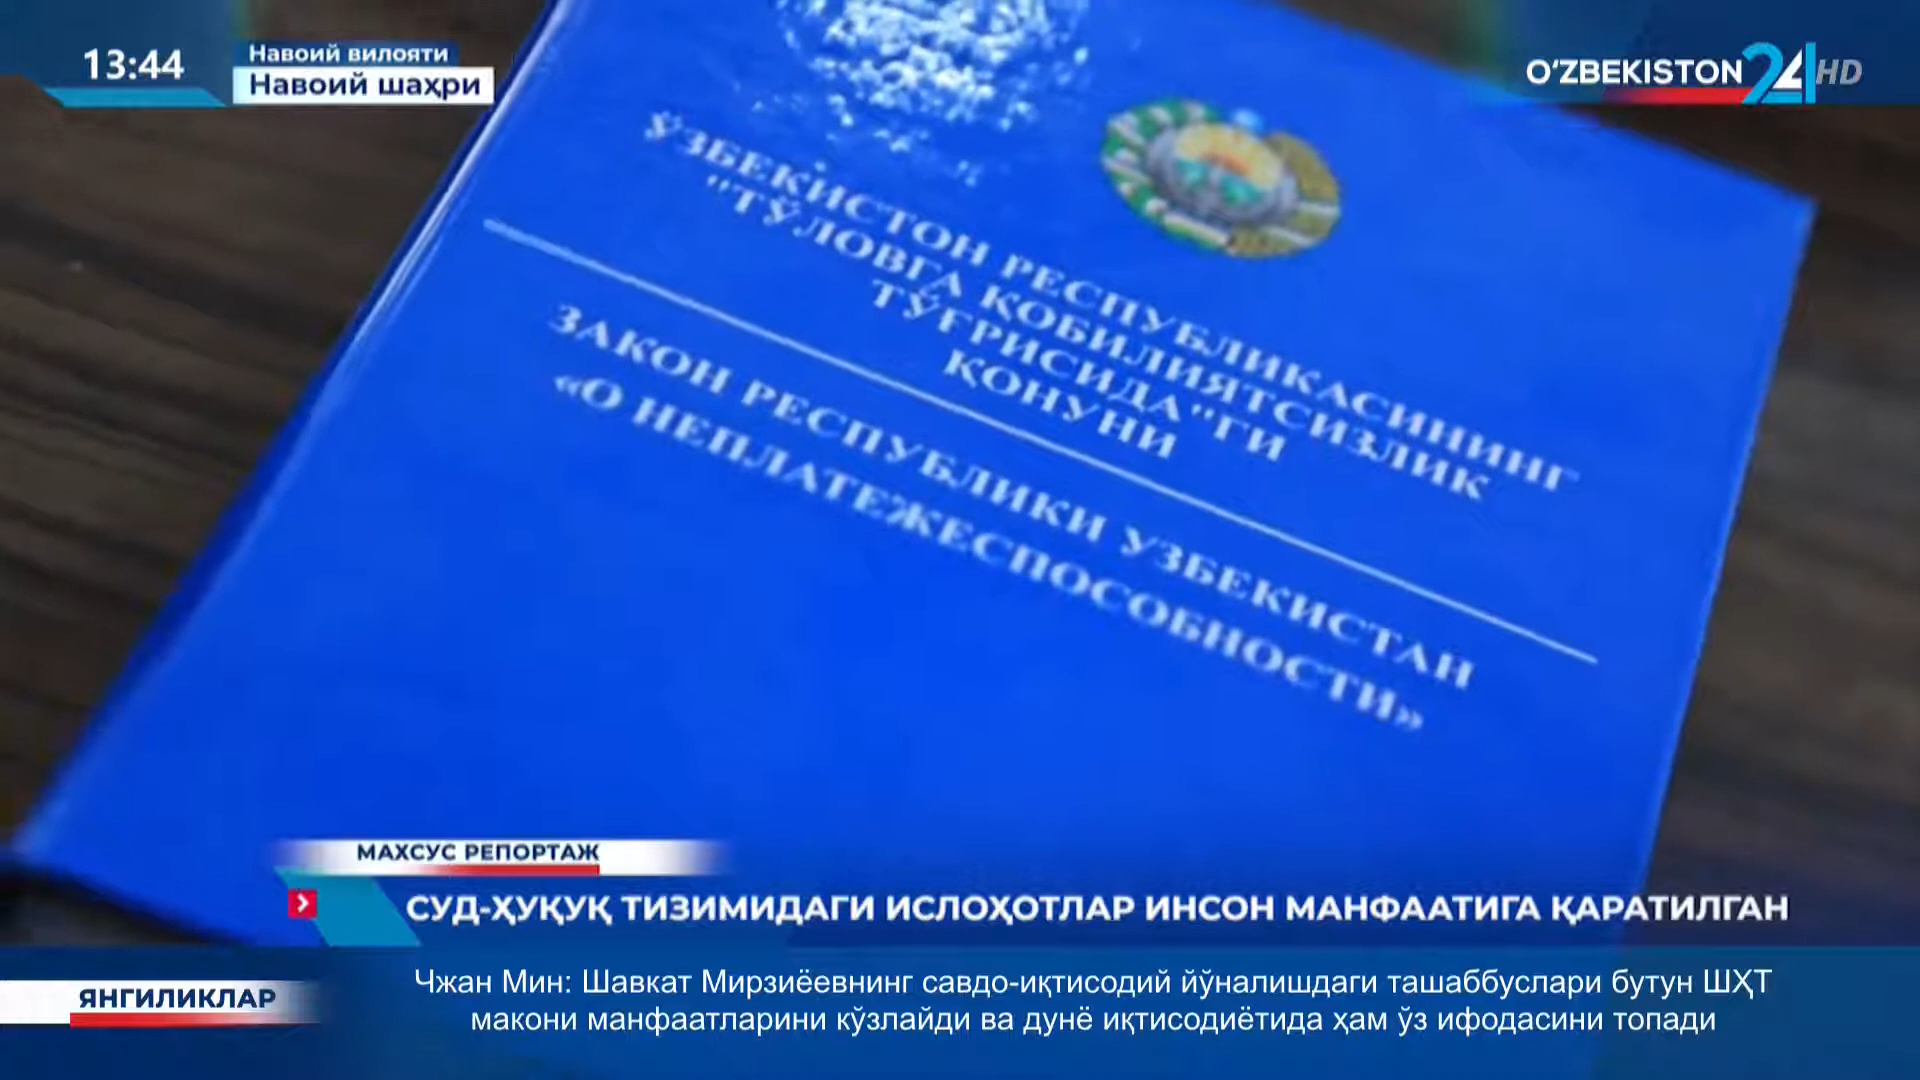 13:44
Навоий вилояти
Навоий шаҳри
O‘ZBEKISTON 24 HD
ЎЗБЕКИСТОН РЕСПУБЛИКАСИНИНГ
"ТЎЛОВГА ҚОБИЛИЯТСИЗЛИК
ТЎҒРИСИДА"ГИ
ҚОНУНИ
ЗАКОН РЕСПУБЛИКИ УЗБЕКИСТАН
«О НЕПЛАТЕЖЕСПОСОБНОСТИ»
МАХСУС РЕПОРТАЖ
СУД-ҲУҚУҚ ТИЗИМИДАГИ ИСЛОҲОТЛАР ИНСОН МАНФААТИГА ҚАРАТИЛГАН
ЯНГИЛИКЛАР
Чжан Мин: Шавкат Мирзиёевнинг савдо-иқтисодий йўналишдаги ташаббуслари бутун ШҲТ
макони манфаатларини кўзлайди ва дунё иқтисодиётида ҳам ўз ифодасини топади